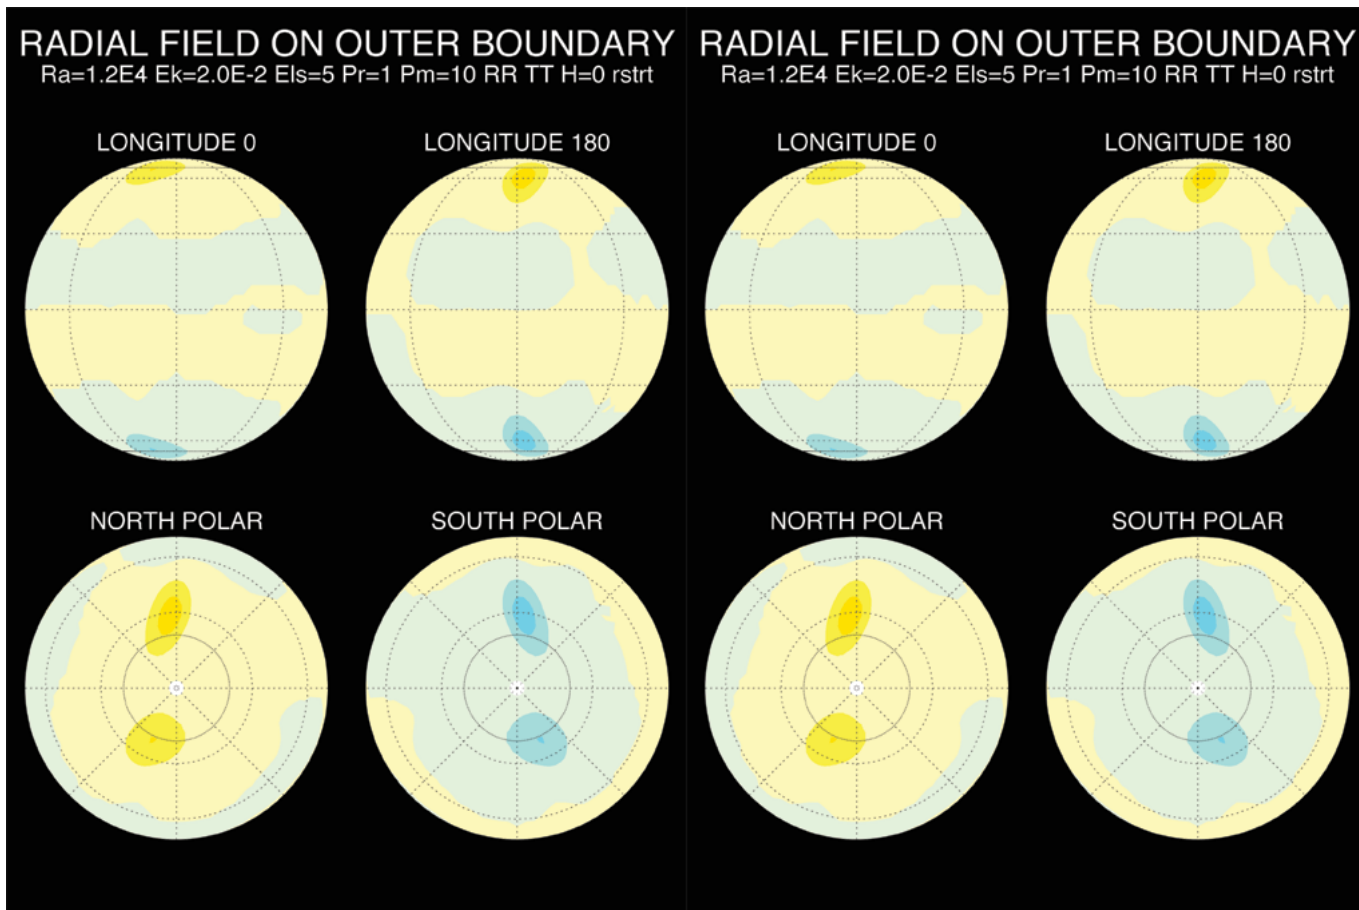 RADIAL FIELD ON OUTER BOUNDARY
Ra=1.2E4 Ek=2.0E-2 Els=5 Pr=1 Pm=10 RR TT H=0 rstrt
LONGITUDE 0
LONGITUDE 180
NORTH POLAR
SOUTH POLAR
RADIAL FIELD ON OUTER BOUNDARY
Ra=1.2E4 Ek=2.0E-2 Els=5 Pr=1 Pm=10 RR TT H=0 rstrt
LONGITUDE 0
LONGITUDE 180
NORTH POLAR
SOUTH POLAR